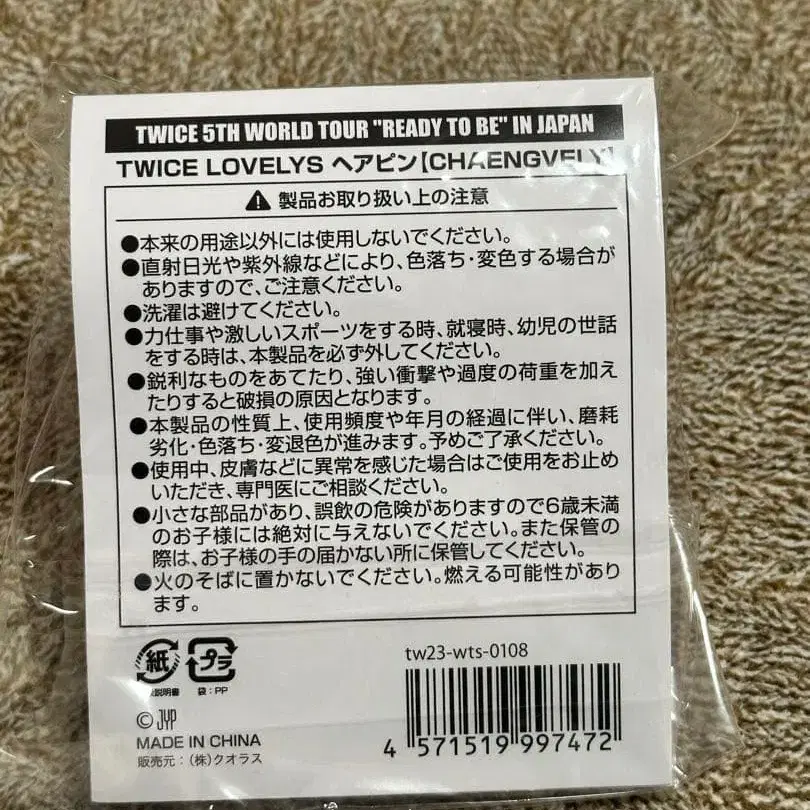 TWICE 5TH WORLD TOUR "READY TO BE" IN JAPAN
TWICE LOVELYS ヘアピン【CHAENGVELY】
製品お取り扱い上の注意
●本来の用途以外には使用しないでください。
●直射日光や紫外線などにより、色落ち・変色する場合が
ありますので、ご注意ください。
●洗濯は避けてください。
●力仕事や激しいスポーツをする時、就寝時、幼児の世話
をする時は、本製品を必ず外してください。
●鋭利なものをあてたり、強い衝撃や過度の荷重を加え
たりすると破損の原因となります。
●本製品の性質上、使用頻度や年月の経過に伴い、磨耗
劣化・色落ち・変退色が進みます。予めご了承ください。
●使用中、皮膚などに異常を感じた場合はご使用をお止め
いただき、専門医にご相談ください。
●小さな部品があり、誤飲の危険がありますので6歳未満
のお子様には絶対に与えないでください。また保管の
際は、お子様の手の届かない所に保管してください。
●火のそばに置かないでください。燃える可能性があり
ます。
紙 プラ
説明書 袋：PP
tw23-wts-0108
© JYP
MADE IN CHINA
販売元：（株）クオラス
4 571519 997472